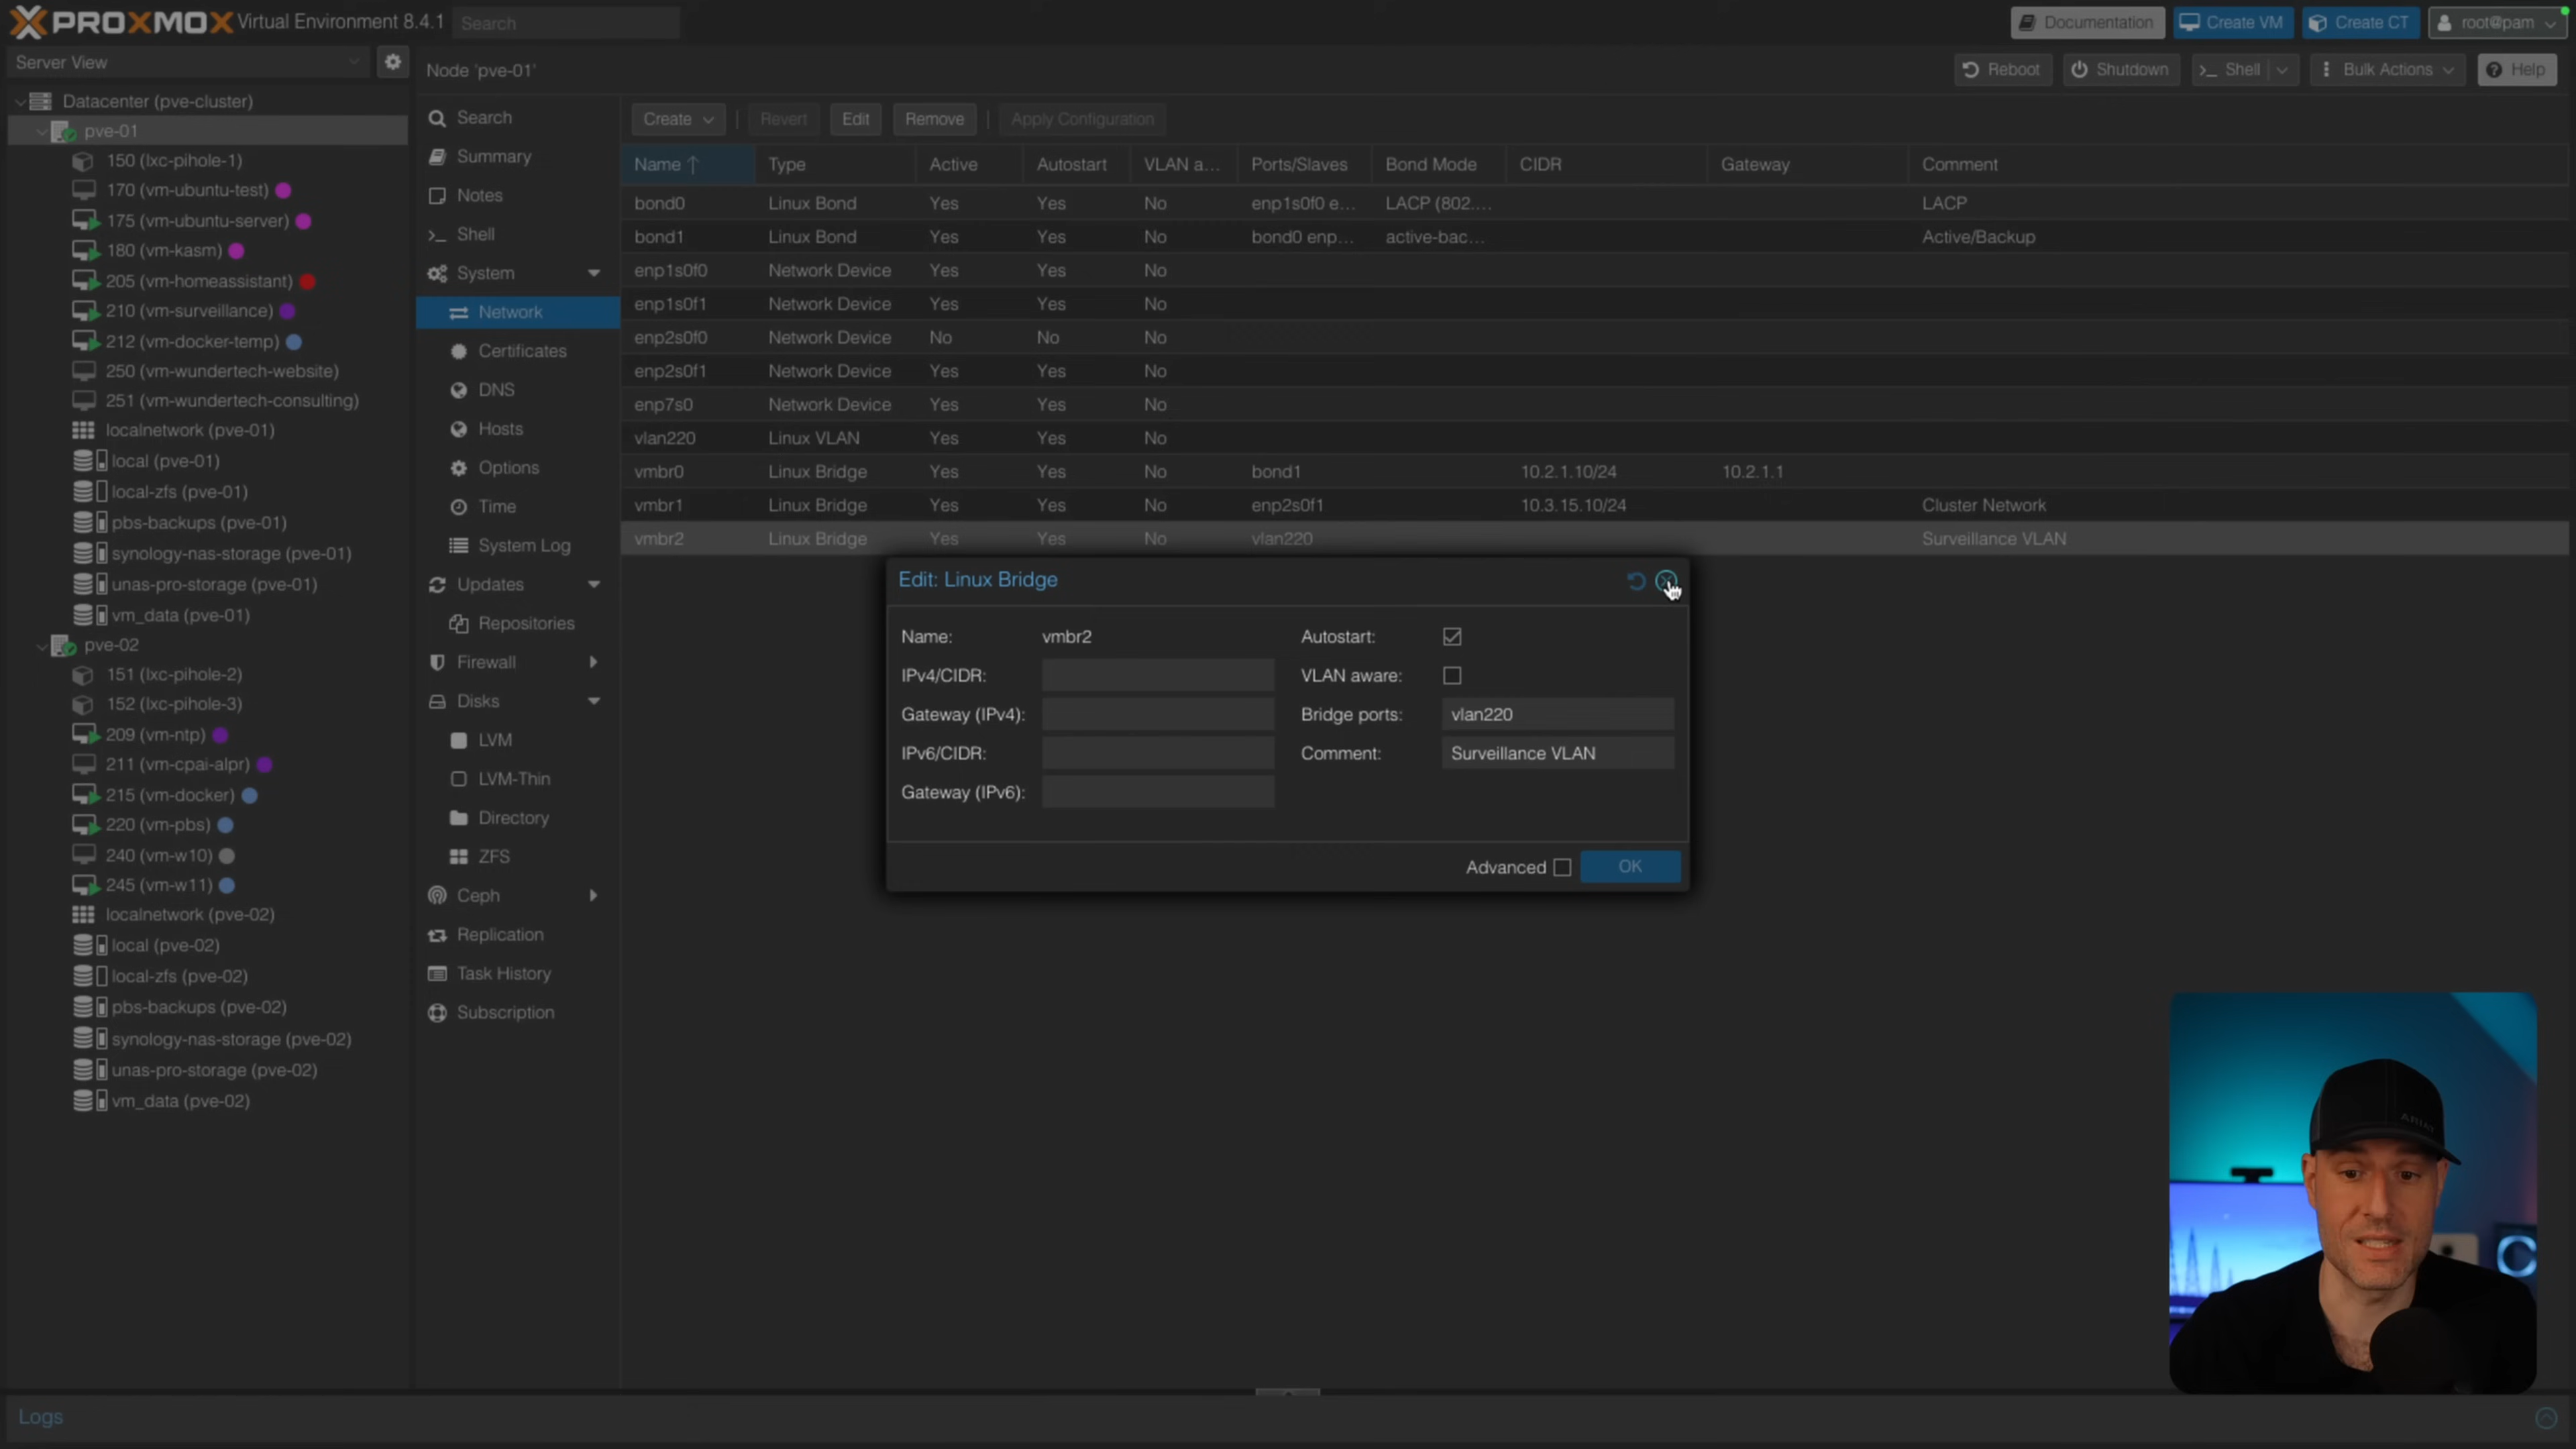 PROXMOX Virtual Environment 8.4.1 Search Documentation Create VM Create CT root@pam
Server View
Node 'pve-01' Reboot Shutdown Shell Bulk Actions Help
Datacenter (pve-cluster)
pve-01
150 (lxc-pihole-1)
170 (vm-ubuntu-test)
175 (vm-ubuntu-server)
180 (vm-kasm)
205 (vm-homeassistant)
210 (vm-surveillance)
212 (vm-docker-temp)
250 (vm-wundertech-website)
251 (vm-wundertech-consulting)
localnetwork (pve-01)
local (pve-01)
local-zfs (pve-01)
pbs-backups (pve-01)
synology-nas-storage (pve-01)
unas-pro-storage (pve-01)
vm_data (pve-01)
pve-02
151 (lxc-pihole-2)
152 (lxc-pihole-3)
209 (vm-ntp)
211 (vm-cpai-alpr)
215 (vm-docker)
220 (vm-pbs)
240 (vm-w10)
245 (vm-w11)
localnetwork (pve-02)
local (pve-02)
local-zfs (pve-02)
pbs-backups (pve-02)
synology-nas-storage (pve-02)
unas-pro-storage (pve-02)
vm_data (pve-02)
Search
Summary
Notes
Shell
System
Network
Certificates
DNS
Hosts
Options
Time
System Log
Updates
Repositories
Firewall
Disks
LVM
LVM-Thin
Directory
ZFS
Ceph
Replication
Task History
Subscription
Create Revert Edit Remove Apply Configuration
Name Type Active Autostart VLAN a... Ports/Slaves Bond Mode CIDR Gateway Comment
bond0 Linux Bond Yes Yes No enp1s0f0 e... LACP (802.... LACP
bond1 Linux Bond Yes Yes No bond0 enp... active-bac... Active/Backup
enp1s0f0 Network Device Yes Yes No
enp1s0f1 Network Device Yes Yes No
enp2s0f0 Network Device No No No
enp2s0f1 Network Device Yes Yes No
enp7s0 Network Device Yes Yes No
vlan220 Linux VLAN Yes Yes No
vmbr0 Linux Bridge Yes Yes No bond1 10.2.1.10/24 10.2.1.1
vmbr1 Linux Bridge Yes Yes No enp2s0f1 10.3.15.10/24 Cluster Network
vmbr2 Linux Bridge Yes Yes No vlan220 Surveillance VLAN
Edit: Linux Bridge
Name: vmbr2 Autostart:
IPv4/CIDR: VLAN aware:
Gateway (IPv4): Bridge ports: vlan220
IPv6/CIDR: Comment: Surveillance VLAN
Gateway (IPv6):
Advanced OK
ARIAT
Logs